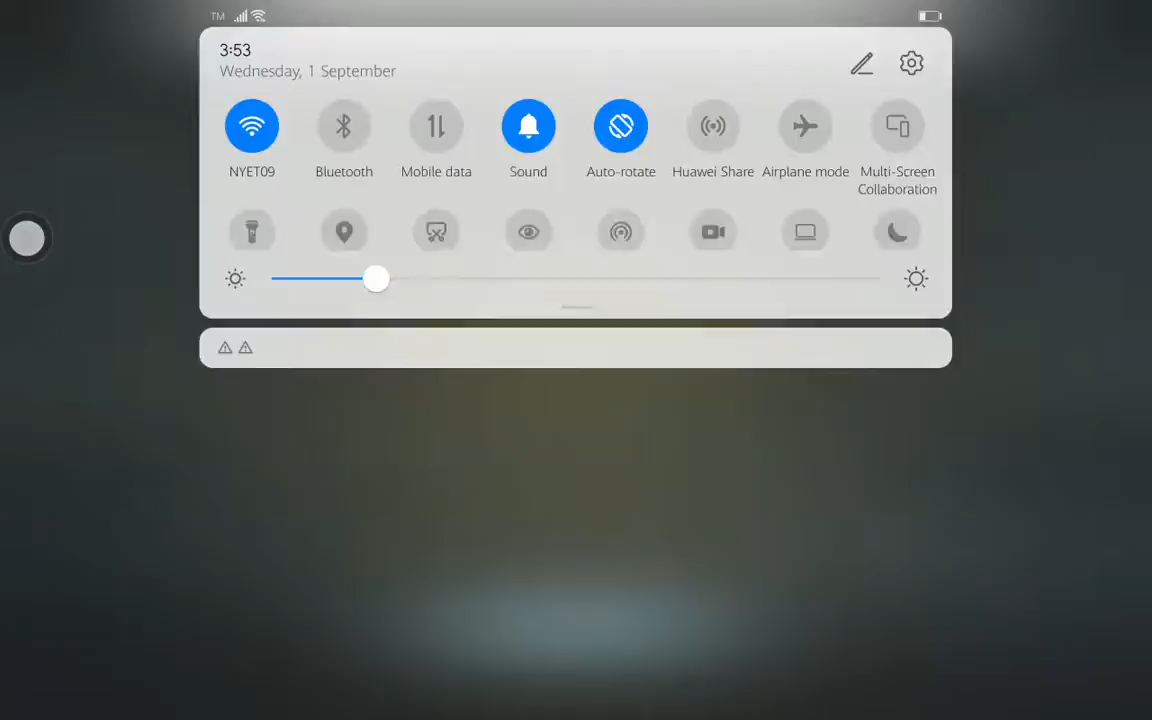 TM
3:53
Wednesday, 1 September
NYET09
Bluetooth
Mobile data
Sound
Auto-rotate
Huawei Share
Airplane mode
Multi-Screen
Collaboration